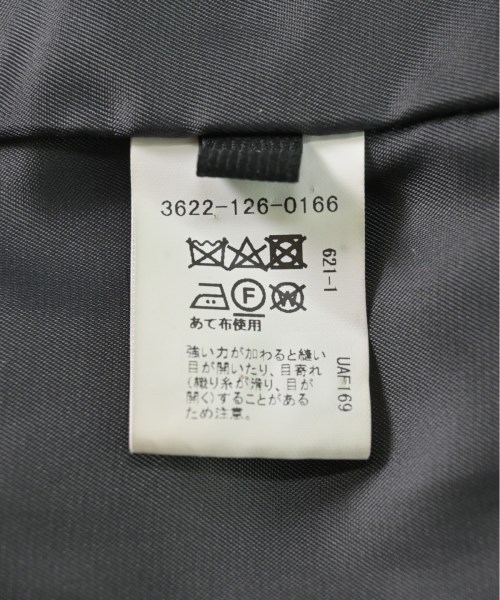 3622-126-0166
621-1
F
W
あて布使用
強い力が加わると縫い
目が開いたり、目寄れ
(織り糸が滑り、目が
開く)することがある
ため注意。
UAF169